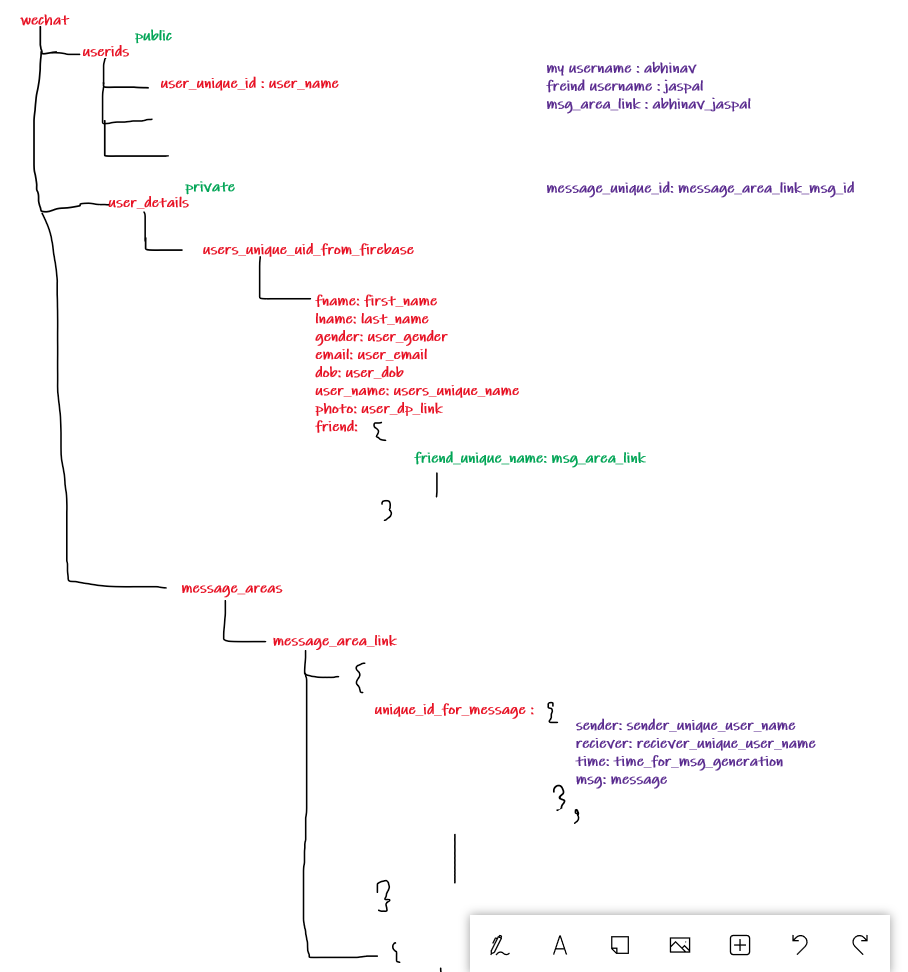 wechat
public
userids
user_unique_id : user_name
my username : abhinav
freind username : jaspal
msg_area_link : abhinav_jaspal
private
user_details
message_unique_id: message_area_link_msg_id
users_unique_uid_from_firebase
fname: first_name
lname: last_name
gender: user_gender
email: user_email
dob: user_dob
user_name: users_unique_name
photo: user_dp_link
friend: {
friend_unique_name: msg_area_link
}
message_areas
message_area_link
{
unique_id_for_message : {
sender: sender_unique_user_name
reciever: reciever_unique_user_name
time: time_for_msg_generation
msg: message
},
}
{